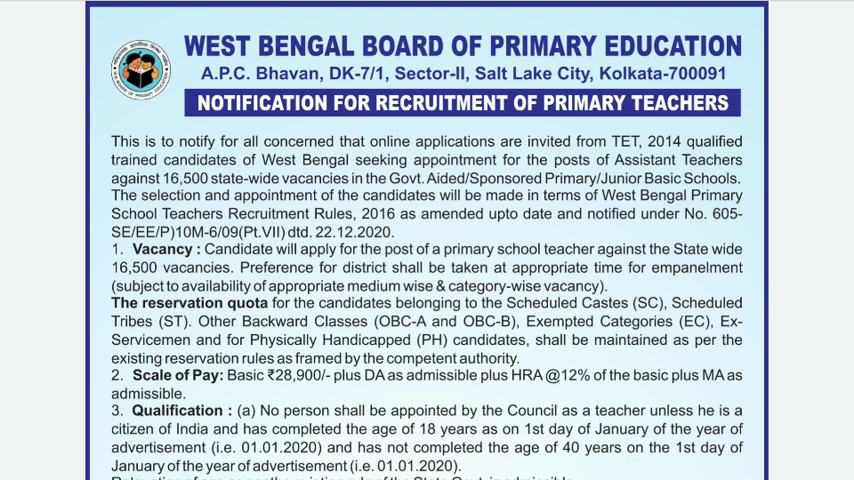 WEST BENGAL BOARD OF PRIMARY EDUCATION
A.P.C. Bhavan, DK-7/1, Sector-II, Salt Lake City, Kolkata-700091
NOTIFICATION FOR RECRUITMENT OF PRIMARY TEACHERS
This is to notify for all concerned that online applications are invited from TET, 2014 qualified
trained candidates of West Bengal seeking appointment for the posts of Assistant Teachers
against 16,500 state-wide vacancies in the Govt. Aided/Sponsored Primary/Junior Basic Schools.
The selection and appointment of the candidates will be made in terms of West Bengal Primary
School Teachers Recruitment Rules, 2016 as amended upto date and notified under No. 605-
SE/EE/P)10M-6/09(Pt.VII) dtd. 22.12.2020.
1. Vacancy : Candidate will apply for the post of a primary school teacher against the State wide
16,500 vacancies. Preference for district shall be taken at appropriate time for empanelment
(subject to availability of appropriate medium wise & category-wise vacancy).
The reservation quota for the candidates belonging to the Scheduled Castes (SC), Scheduled
Tribes (ST). Other Backward Classes (OBC-A and OBC-B), Exempted Categories (EC), Ex-
Servicemen and for Physically Handicapped (PH) candidates, shall be maintained as per the
existing reservation rules as framed by the competent authority.
2. Scale of Pay: Basic ₹28,900/- plus DA as admissible plus HRA @12% of the basic plus MA as
admissible.
3. Qualification : (a) No person shall be appointed by the Council as a teacher unless he is a
citizen of India and has completed the age of 18 years as on 1st day of January of the year of
advertisement (i.e. 01.01.2020) and has not completed the age of 40 years on the 1st day of
January of the year of advertisement (i.e. 01.01.2020).